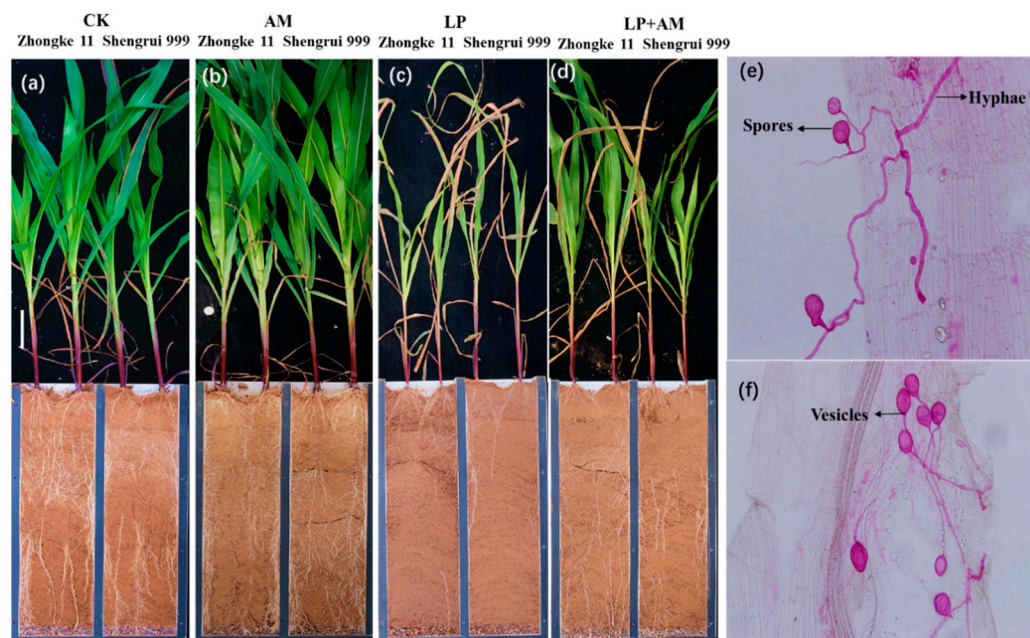 CK AM LP LP+AM
Zhongke 11 Shengrui 999 Zhongke 11 Shengrui 999 Zhongke 11 Shengrui 999 Zhongke 11 Shengrui 999
(a) (b) (c) (d) (e)
Hyphae
Spores
(f)
Vesicles